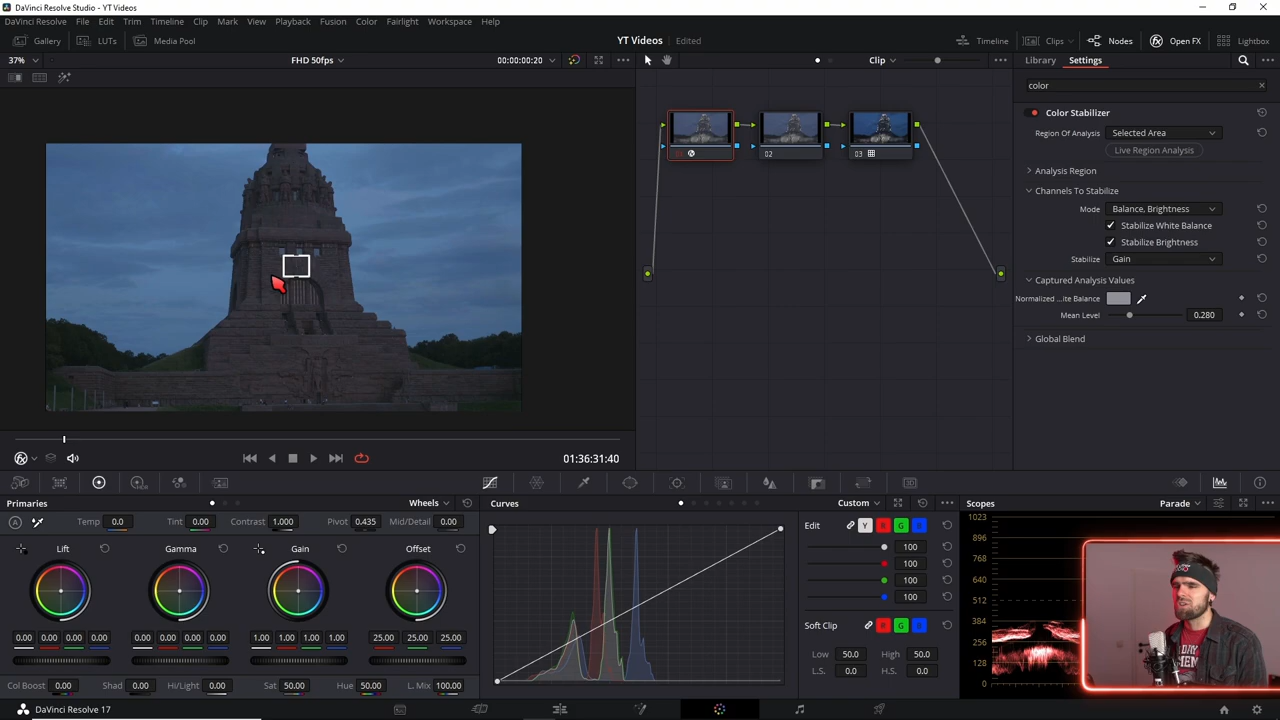 DaVinci Resolve Studio - YT Videos
DaVinci Resolve File Edit Trim Timeline Clip Mark View Playback Fusion Color Fairlight Workspace Help
Gallery LUTs Media Pool YT Videos Edited Timeline Clips Nodes Open FX Lightbox
37% FHD 50fps 00:00:00:20 Clip Library Settings
color
Color Stabilizer
Region Of Analysis Selected Area
Live Region Analysis
Analysis Region
Channels To Stabilize
Mode Balance, Brightness
Stabilize White Balance
Stabilize Brightness
Stabilize Gain
Captured Analysis Values
Normalized ...ite Balance
Mean Level 0.280
Global Blend
02 03
01:36:31:40
Primaries Wheels Curves Custom Scopes Parade
Temp 0.0 Tint 0.00 Contrast 1.000 Pivot 0.435 Mid/Detail 0.00
Lift Gamma Gain Offset
0.00 0.00 0.00 0.00 0.00 0.00 0.00 0.00 1.00 1.00 1.00 1.00 25.00 25.00 25.00
Col Boost 0.00 Shad 0.00 Hi/Light 0.00 Sat 50.00 Hue 50.00 L. Mix 100.00
Edit Y R G B
100
100
100
100
Soft Clip R G B
Low 50.0 High 50.0
L.S. 0.0 H.S. 0.0
1023
896
768
640
512
384
256
128
0
DaVinci Resolve 17